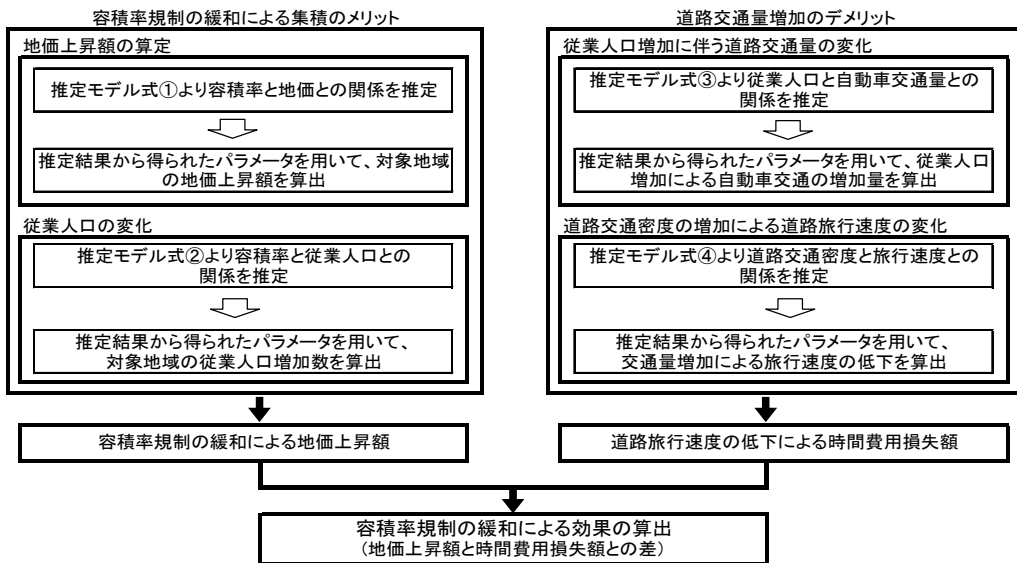 容積率規制の緩和による集積のメリット
地価上昇額の算定
推定モデル式①より容積率と地価との関係を推定
推定結果から得られたパラメータを用いて、対象地域
の地価上昇額を算出
従業人口の変化
推定モデル式②より容積率と従業人口との
関係を推定
推定結果から得られたパラメータを用いて、
対象地域の従業人口増加数を算出
容積率規制の緩和による地価上昇額
道路交通量増加のデメリット
従業人口増加に伴う道路交通量の変化
推定モデル式③より従業人口と自動車交通量との
関係を推定
推定結果から得られたパラメータを用いて、従業人口
増加による自動車交通の増加量を算出
道路交通密度の増加による道路旅行速度の変化
推定モデル式④より道路交通密度と旅行速度との
関係を推定
推定結果から得られたパラメータを用いて、
交通量増加による旅行速度の低下を算出
道路旅行速度の低下による時間費用損失額
容積率規制の緩和による効果の算出
（地価上昇額と時間費用損失額との差）